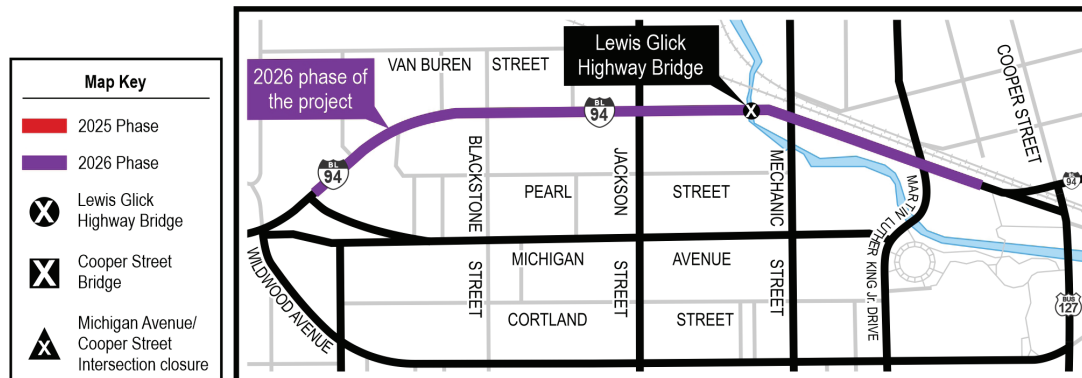 Map Key
2025 Phase
2026 Phase
X
Lewis Glick
Highway Bridge
X
Cooper Street
Bridge
X
Michigan Avenue/
Cooper Street
Intersection closure
2026 phase of
the project
VAN BUREN STREET
Lewis Glick
Highway Bridge
X
COOPER STREET
BL
94
BL
94
BL
94
BLACKSTONE
STREET
JACKSON
STREET
MECHANIC
STREET
PEARL STREET
MARTIN LUTHER KING Jr. DRIVE
MICHIGAN AVENUE
WILDWOOD AVENUE
CORTLAND STREET
BUS
127